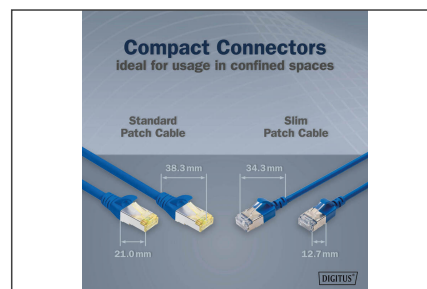 Compact Connectors
ideal for usage in confined spaces
Standard
Patch Cable
Slim
Patch Cable
38.3 mm
34.3 mm
21.0 mm
12.7 mm
DIGITUS®